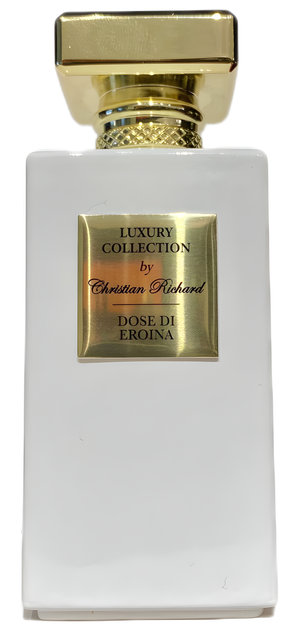 LUXURY
COLLECTION
by
Christian Richard
DOSE DI
EROINA